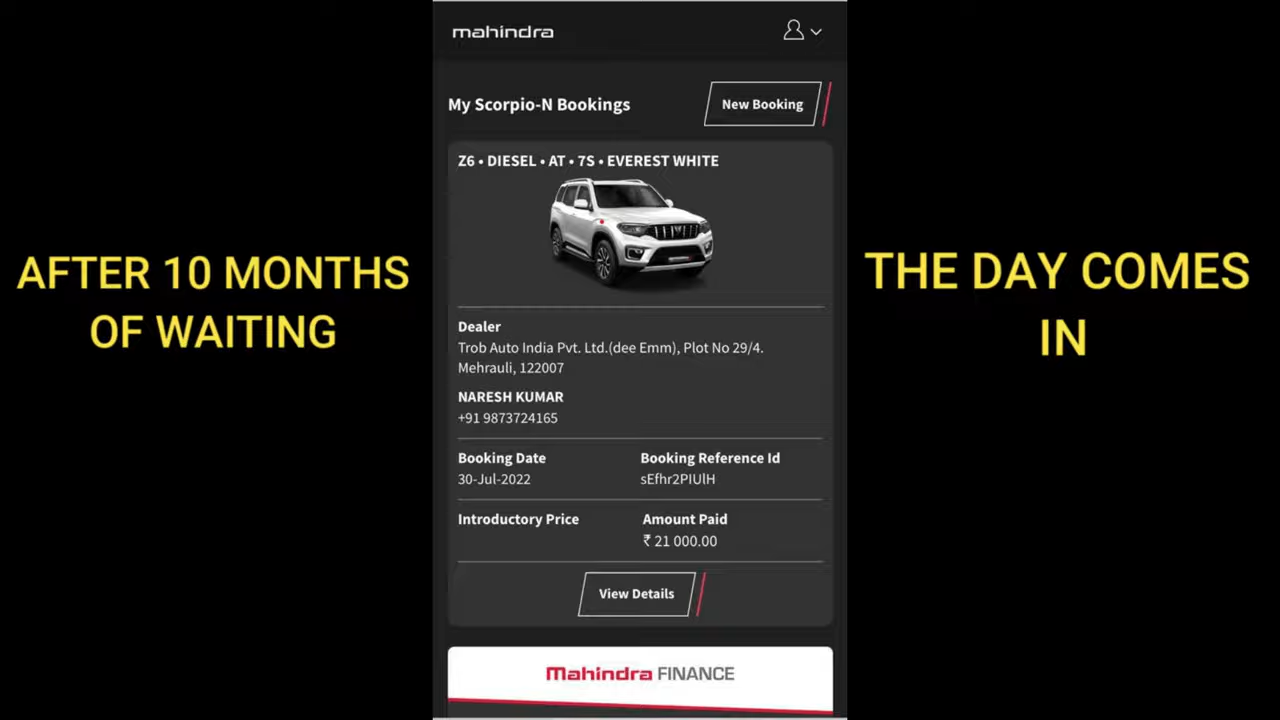 mahindra
My Scorpio-N Bookings
New Booking
Z6 • DIESEL • AT • 7S • EVEREST WHITE
AFTER 10 MONTHS
OF WAITING
THE DAY COMES
IN
Dealer
Trob Auto India Pvt. Ltd.(dee Emm), Plot No 29/4.
Mehrauli, 122007
NARESH KUMAR
+91 9873724165
Booking Date
30-Jul-2022
Booking Reference Id
sEfhr2PIUlH
Introductory Price
Amount Paid
₹ 21 000.00
View Details
Mahindra FINANCE